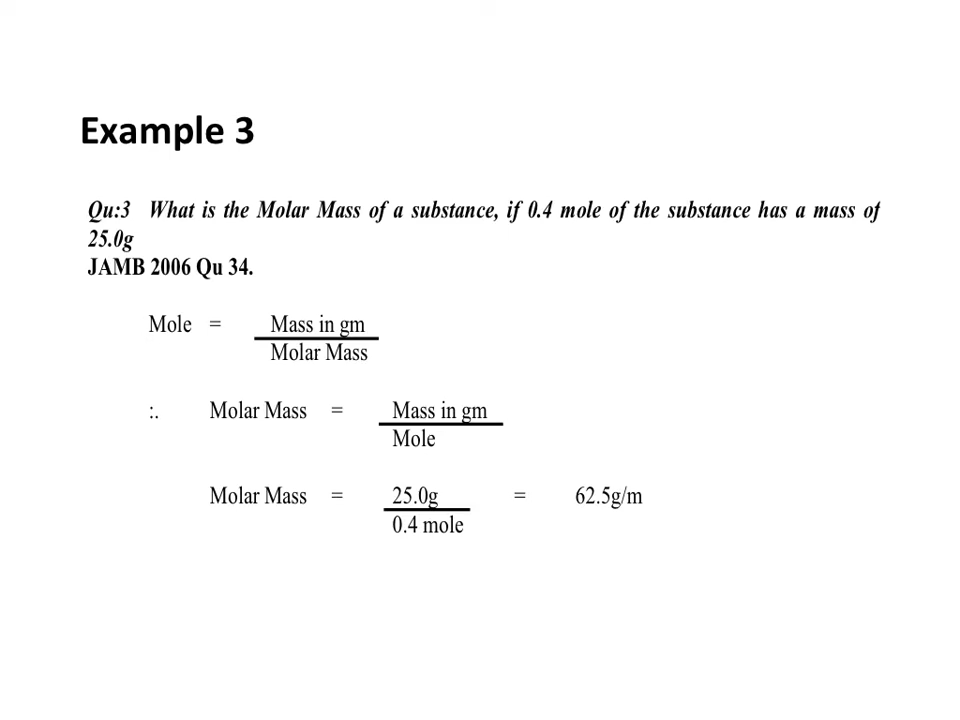 Example 3
Qu:3 What is the Molar Mass of a substance, if 0.4 mole of the substance has a mass of
25.0g
JAMB 2006 Qu 34.
Mole = Mass in gm
Molar Mass
:. Molar Mass = Mass in gm
Mole
Molar Mass = 25.0g = 62.5g/m
0.4 mole